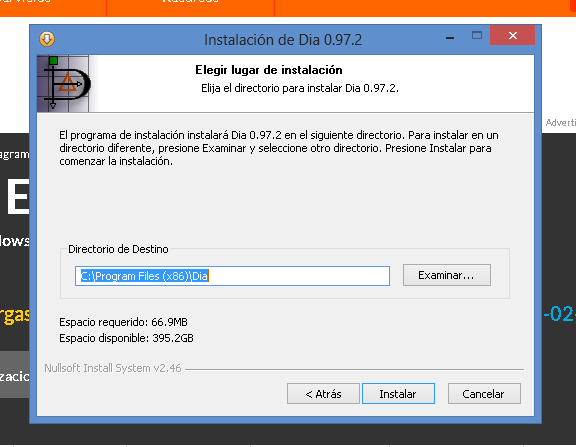 Instalación de Dia 0.97.2
Elegir lugar de instalación
Elija el directorio para instalar Dia 0.97.2.
Adverti
agram
El programa de instalación instalará Dia 0.97.2 en el siguiente directorio. Para instalar en un
directorio diferente, presione Examinar y seleccione otro directorio. Presione Instalar para
comenzar la instalación.
E
dows
Directorio de Destino
C:\Program Files (x86)\Dia
Examinar...
rgas
-02-
Espacio requerido: 66.9MB
Espacio disponible: 395.2GB
Nullsoft Install System v2.46
zacio
< Atrás
Instalar
Cancelar